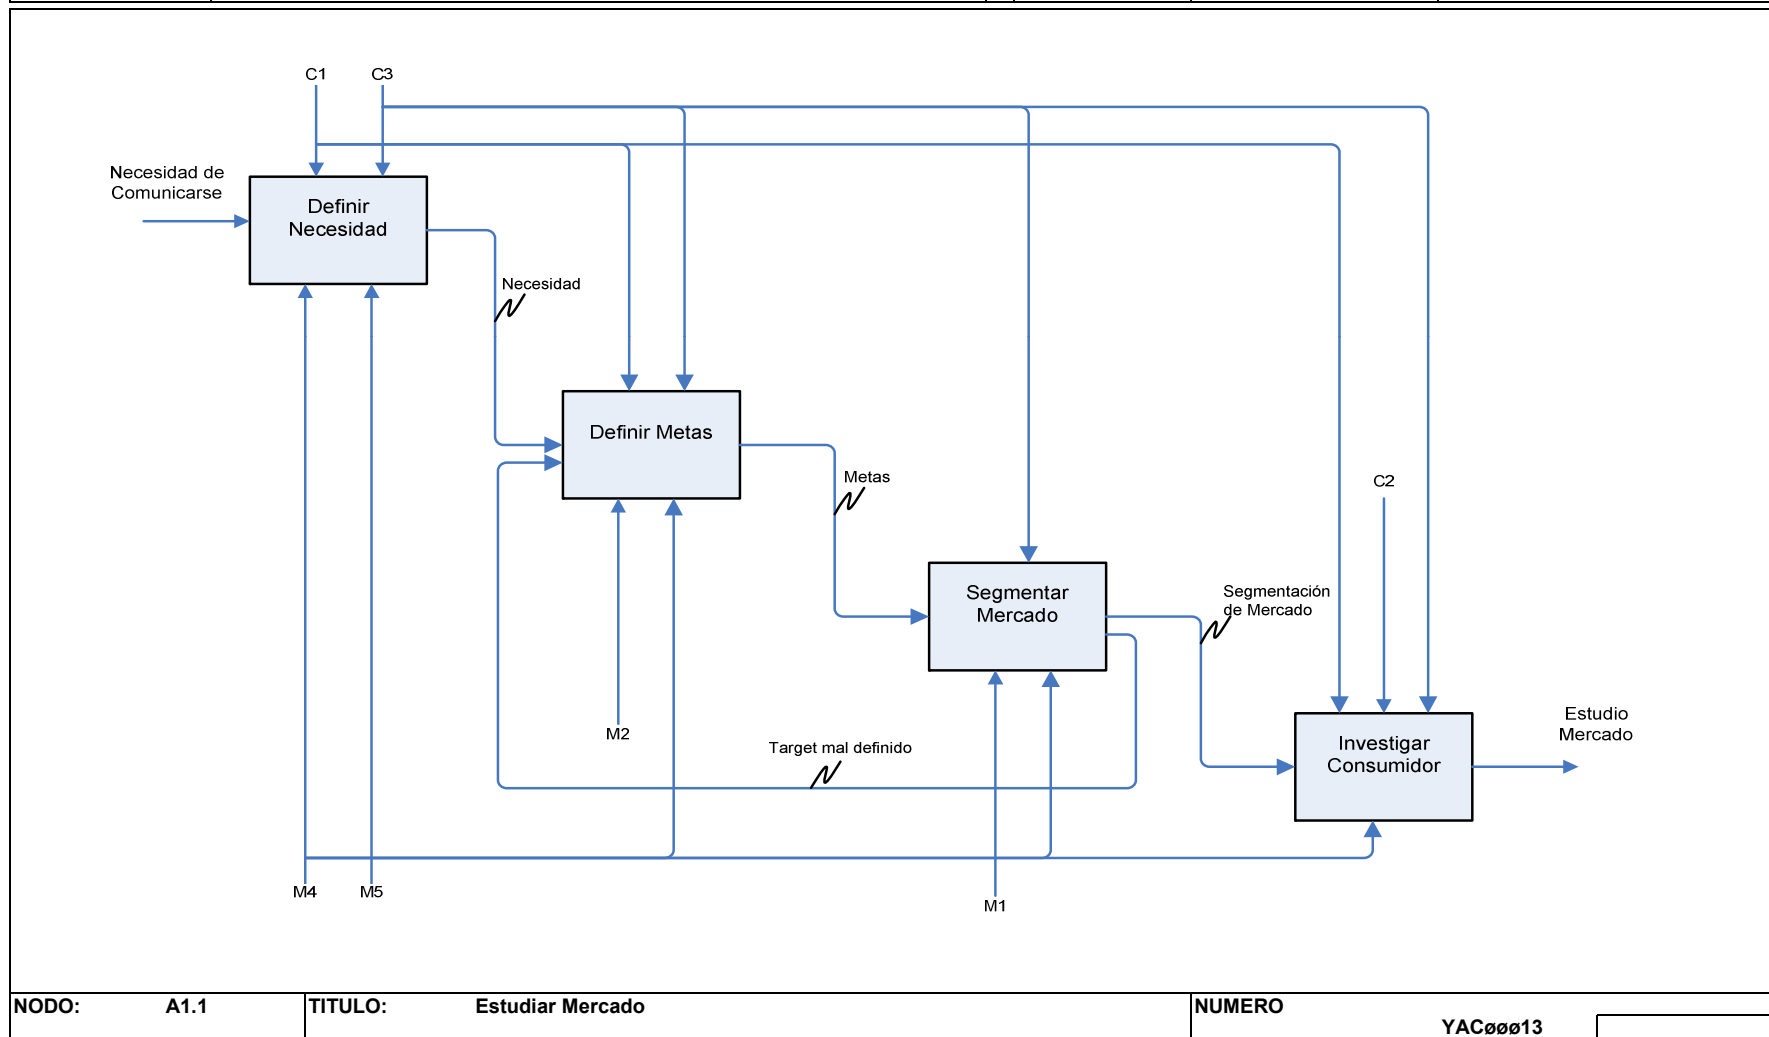 C1
C3
Necesidad de
Comunicarse
Definir
Necesidad
Necesidad
Definir Metas
Metas
C2
Segmentar
Mercado
Segmentación
de Mercado
M2
Target mal definido
Investigar
Consumidor
Estudio
Mercado
M4
M5
M1
NODO: A1.1
TITULO: Estudiar Mercado
NUMERO
YACøøø13